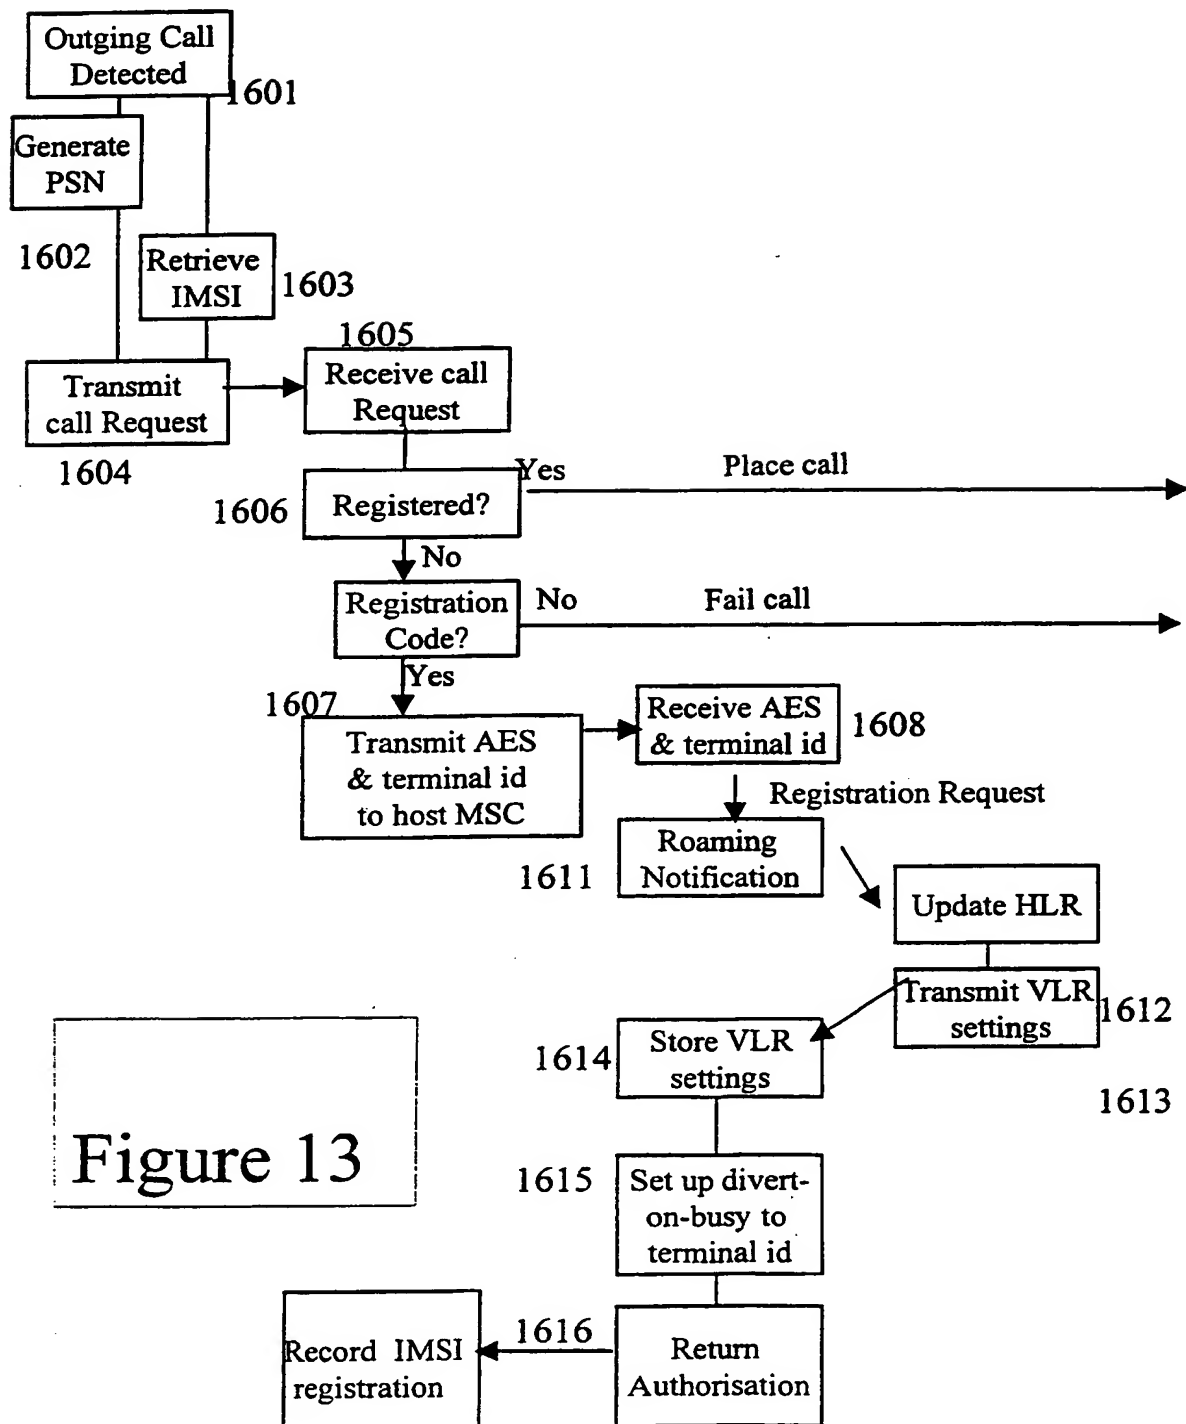 Outging Call
Detected
1601
Generate
PSN
1602
Retrieve
IMSI
1603
Transmit
call Request
1604
1605
Receive call
Request
1606
Registered?
Yes
Place call
No
Registration
Code?
No
Fail call
Yes
1607
Transmit AES
& terminal id
to host MSC
Receive AES
& terminal id
1608
Registration Request
Roaming
Notification
1611
Update HLR
Transmit VLR
settings
1612
1613
1614
Store VLR
settings
1615
Set up divert-
on-busy to
terminal id
Return
Authorisation
1616
Record IMSI
registration
Figure 13